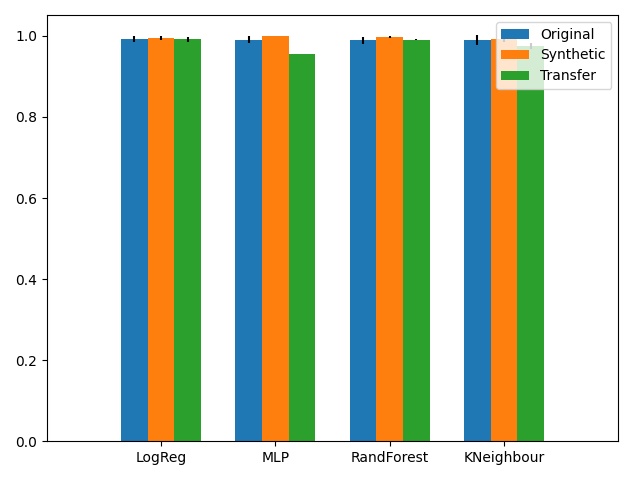 1.0
0.8
0.6
0.4
0.2
0.0
Original
Synthetic
Transfer
LogReg
MLP
RandForest
KNeighbour